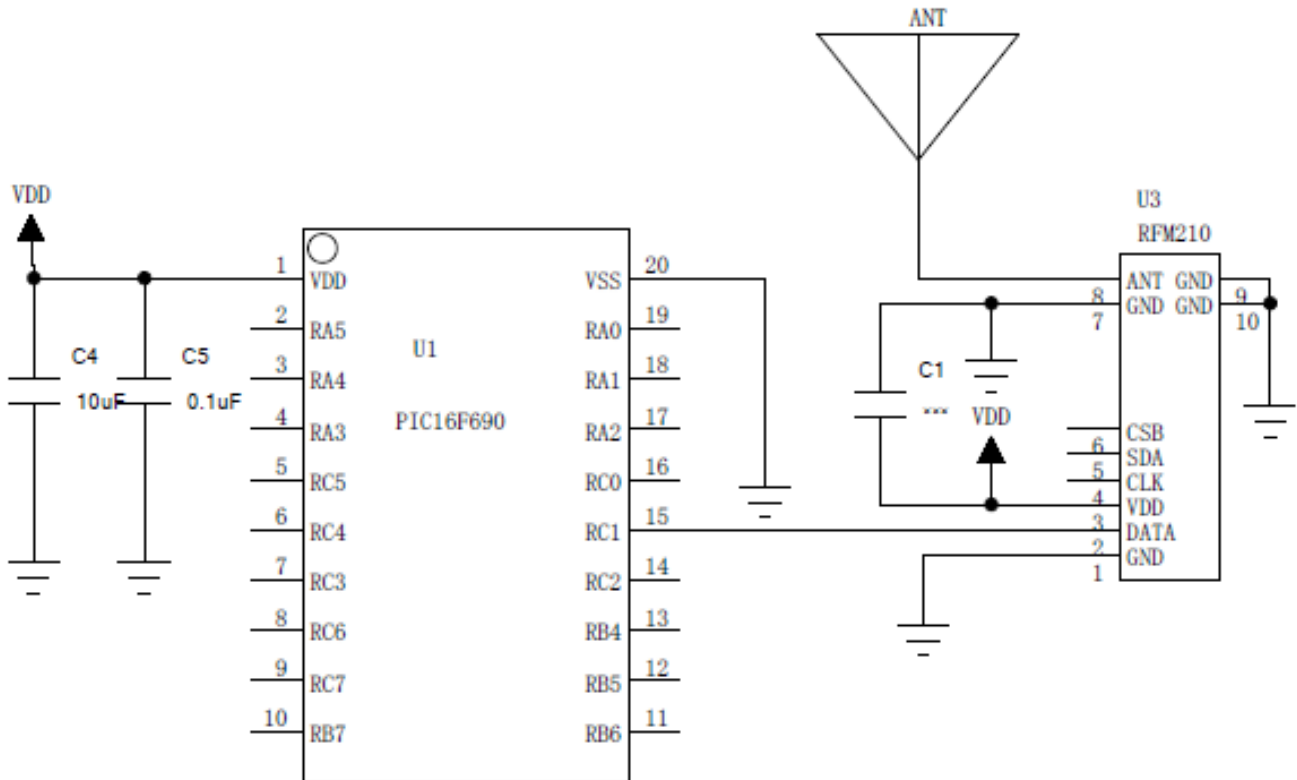 ANT
VDD
U3
RFM210
1
VDD
VSS
20
2
RA5
RA0
19
3
RA4
RA1
18
4
RA3
RA2
17
5
RC5
RC0
16
6
RC4
RC1
15
7
RC3
RC2
14
8
RC6
RB4
13
9
RC7
RB5
12
10
RB7
RB6
11
U1
PIC16F690
C4
10uF
C5
0.1uF
C1
***
VDD
8
ANT GND
9
7
GND GND
10
CSB
6
SDA
5
CLK
4
VDD
3
DATA
2
GND
1